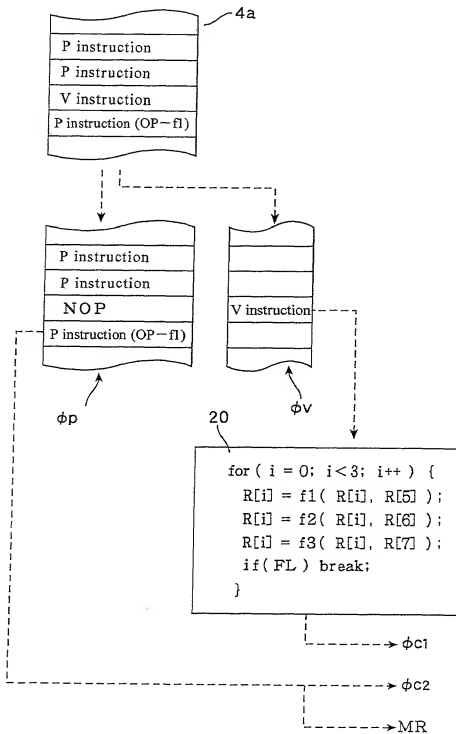 4a
P instruction
P instruction
V instruction
P instruction (OP−f1)
P instruction
P instruction
NOP
P instruction (OP−f1)
V instruction
φp
φv
20
for ( i = 0; i<3; i++ ) {
R[i] = f1( R[i], R[5] );
R[i] = f2( R[i], R[6] );
R[i] = f3( R[i], R[7] );
if( FL ) break;
}
φc1
φc2
MR